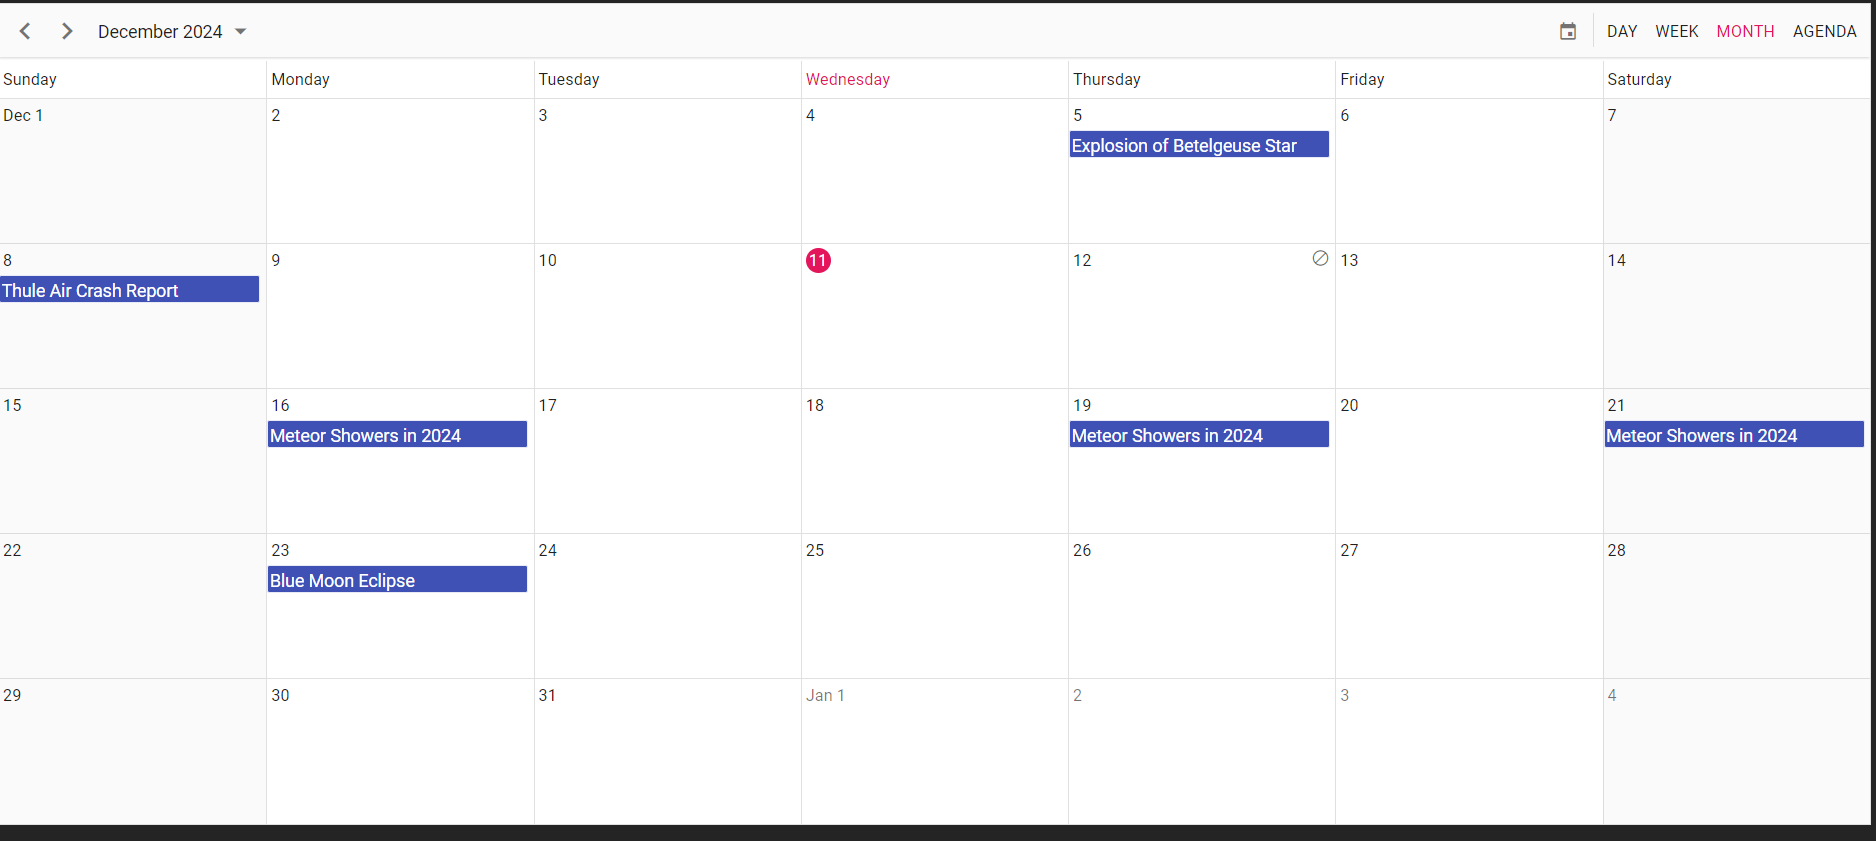 December 2024 DAY WEEK MONTH AGENDA
Sunday Monday Tuesday Wednesday Thursday Friday Saturday
Dec 1 2 3 4 5 6 7
Explosion of Betelgeuse Star
8 9 10 11 12 13 14
Thule Air Crash Report
15 16 17 18 19 20 21
Meteor Showers in 2024 Meteor Showers in 2024 Meteor Showers in 2024
22 23 24 25 26 27 28
Blue Moon Eclipse
29 30 31 Jan 1 2 3 4